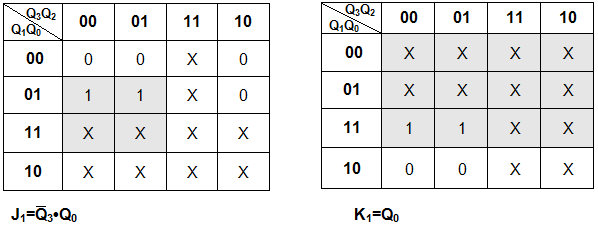 Q3Q2 00 01 11 10
Q1Q0
00 0 0 X 0
01 1 1 X 0
11 X X X X
10 X X X X
J1=Q̅3•Q0
Q3Q2 00 01 11 10
Q1Q0
00 X X X X
01 X X X X
11 1 1 X X
10 0 0 X X
K1=Q0